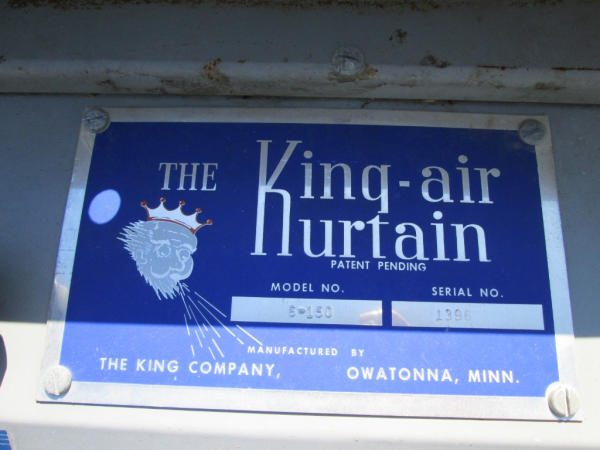 THE King-air
Kurtain
PATENT PENDING
MODEL NO. SERIAL NO.
S-150 1396
MANUFACTURED BY
THE KING COMPANY, OWATONNA, MINN.